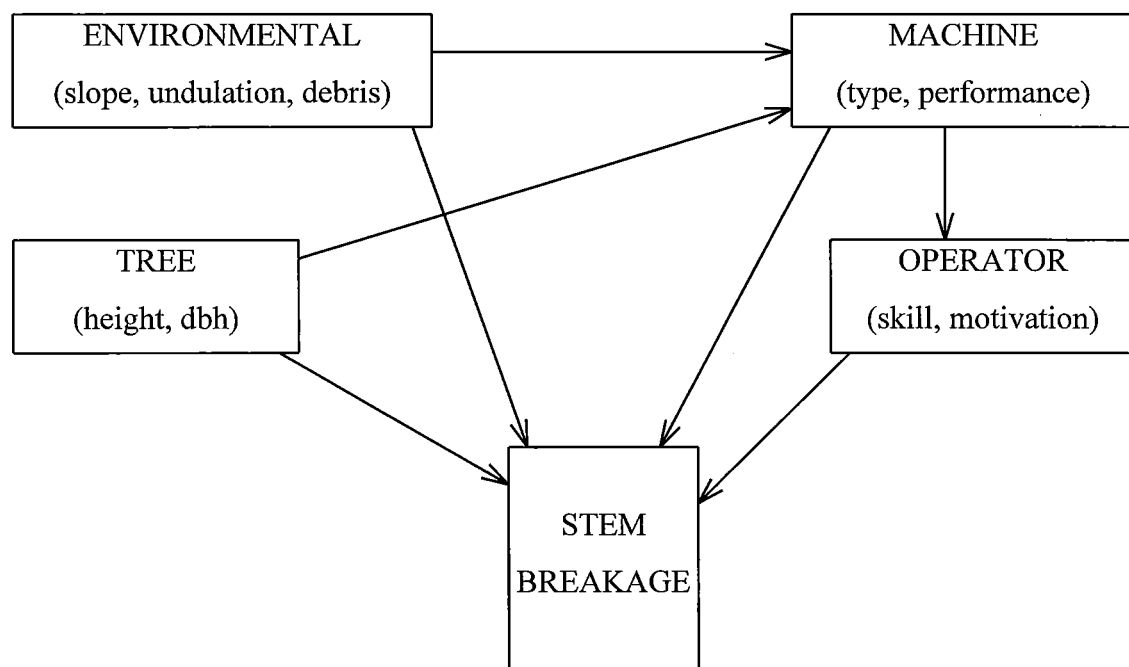 ENVIRONMENTAL
(slope, undulation, debris)
MACHINE
(type, performance)
TREE
(height, dbh)
OPERATOR
(skill, motivation)
STEM
BREAKAGE